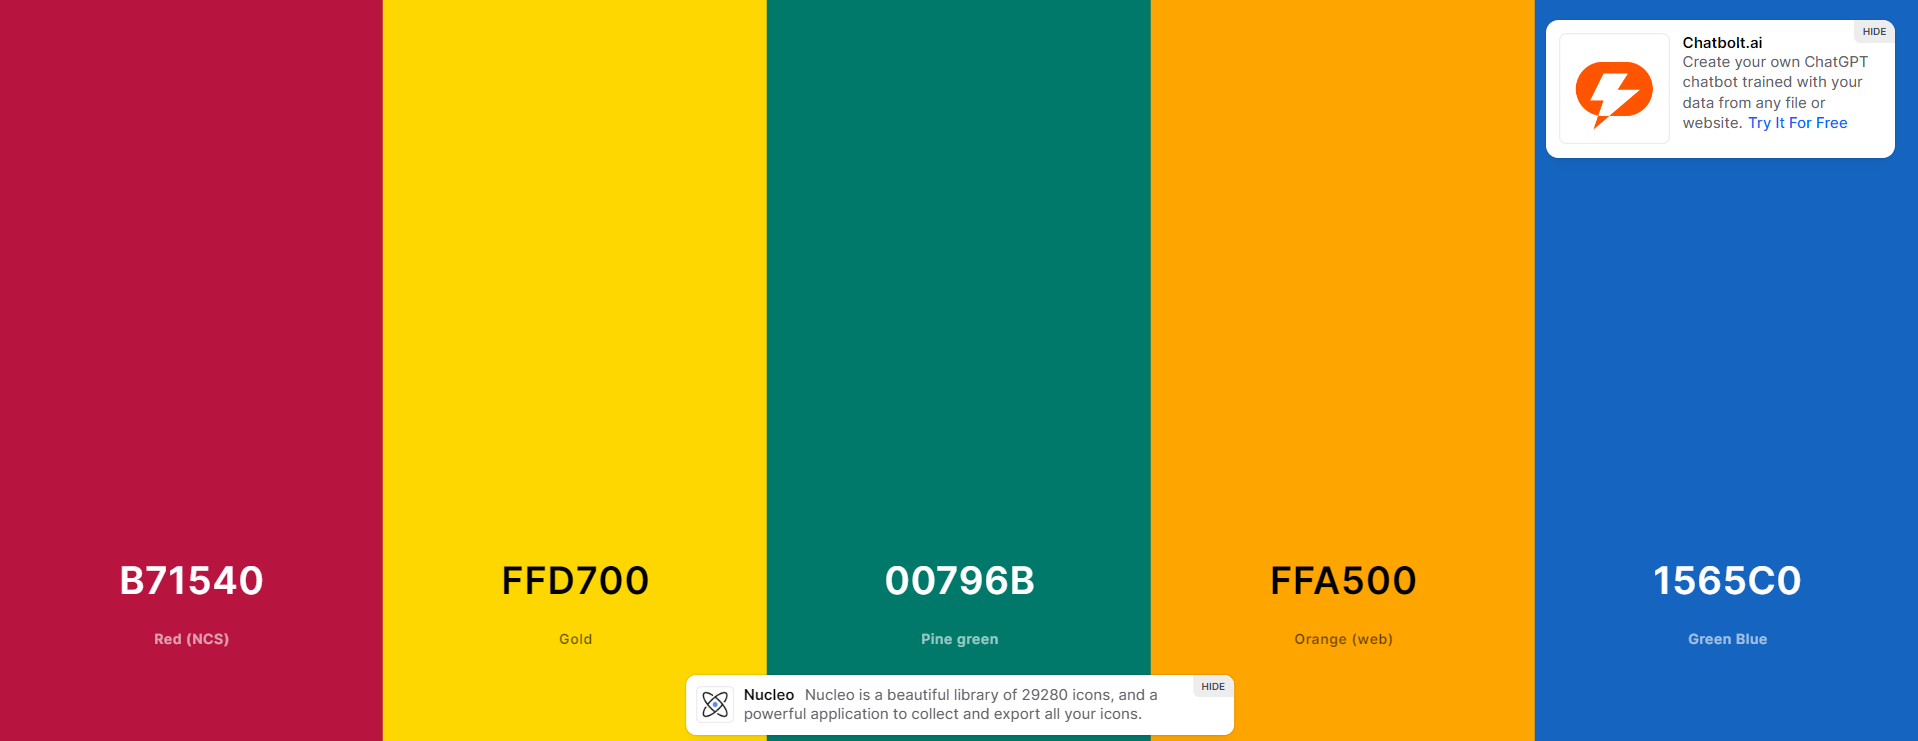 HIDE
Chatbolt.ai
Create your own ChatGPT
chatbot trained with your
data from any file or
website. Try It For Free
B71540
FFD700
00796B
FFA500
1565C0
Red (NCS)
Gold
Pine green
Orange (web)
Green Blue
HIDE
Nucleo Nucleo is a beautiful library of 29280 icons, and a
powerful application to collect and export all your icons.